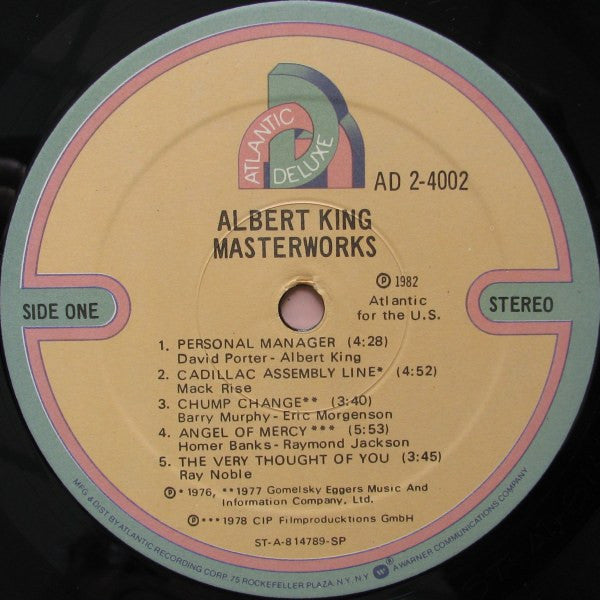 ATLANTIC
DELUXE
AD 2-4002
ALBERT KING
MASTERWORKS
℗ 1982
Atlantic
for the U.S.
SIDE ONE
STEREO
1. PERSONAL MANAGER (4:28)
David Porter - Albert King
2. CADILLAC ASSEMBLY LINE* (4:52)
Mack Rise
3. CHUMP CHANGE** (3:40)
Barry Murphy - Eric Morgenson
4. ANGEL OF MERCY *** (5:53)
Homer Banks - Raymond Jackson
5. THE VERY THOUGHT OF YOU (3:45)
Ray Noble
℗ * 1976, **1977 Gomelsky Eggers Music And
Information Company, Ltd.
℗ *** 1978 CIP Filmproducktions GmbH
ST-A-814789-SP
MFG & DIST BY ATLANTIC RECORDING CORP. 75 ROCKEFELLER PLAZA, N.Y. N.Y. ℗ A WARNER COMMUNICATIONS COMPANY